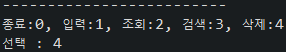 --------------------------
종료:0, 입력:1, 조회:2, 검색:3, 삭제:4
선택 : 4